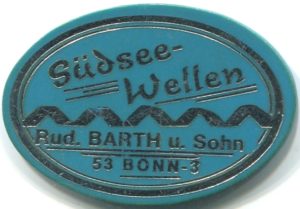 Südsee-
Wellen
Rud. BARTH u. Sohn
53 BONN-3